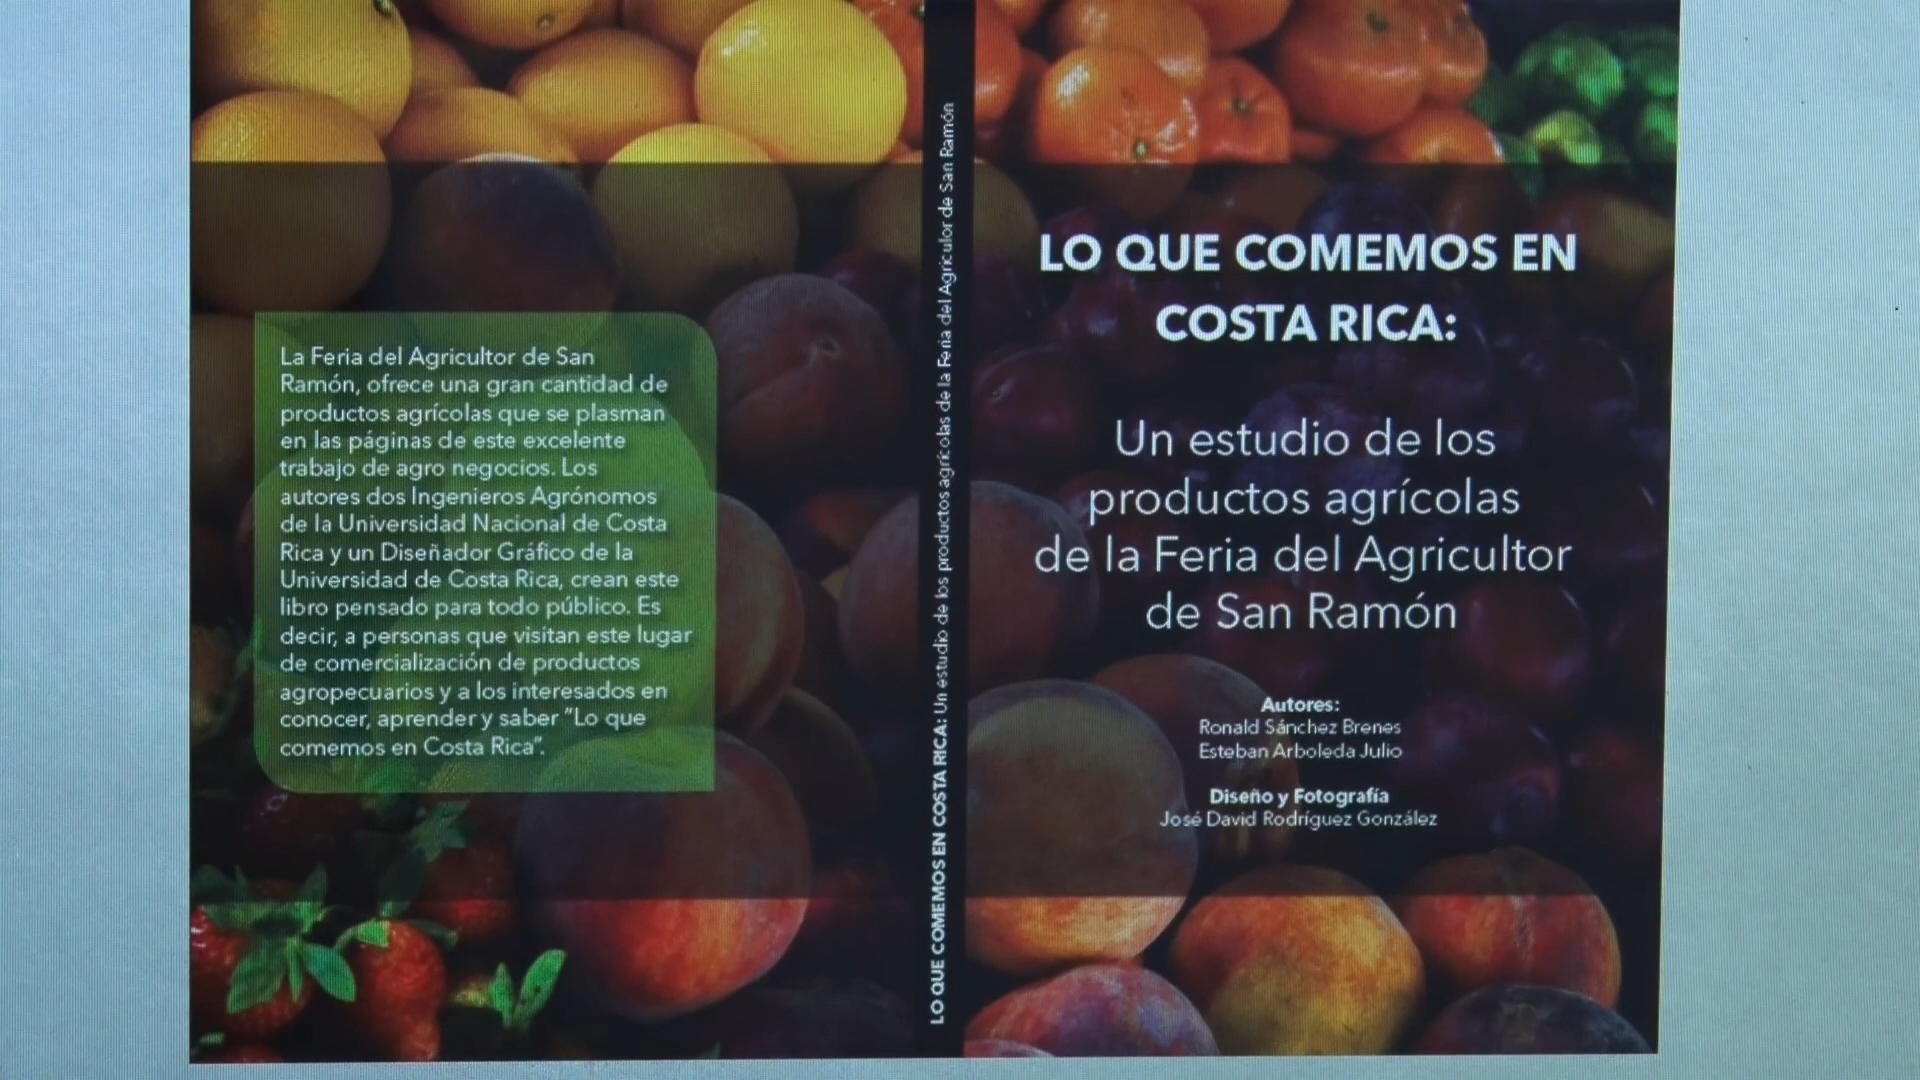 La Feria del Agricultor de San
Ramón, ofrece una gran cantidad de
productos agrícolas que se plasman
en las páginas de este excelente
trabajo de agro negocios. Los
autores dos Ingenieros Agrónomos
de la Universidad Nacional de Costa
Rica y un Diseñador Gráfico de la
Universidad de Costa Rica, crean este
libro pensado para todo público. Es
decir, a personas que visitan este lugar
de comercialización de productos
agropecuarios y a los interesados en
conocer, aprender y saber “Lo que
comemos en Costa Rica”.
LO QUE COMEMOS EN COSTA RICA: Un estudio de los productos agrícolas de la Feria del Agriculor de San Ramón
LO QUE COMEMOS EN
COSTA RICA:
Un estudio de los
productos agrícolas
de la Feria del Agricultor
de San Ramón
Autores:
Ronald Sánchez Brenes
Esteban Arboleda Julio
Diseño y Fotografía
José David Rodríguez González